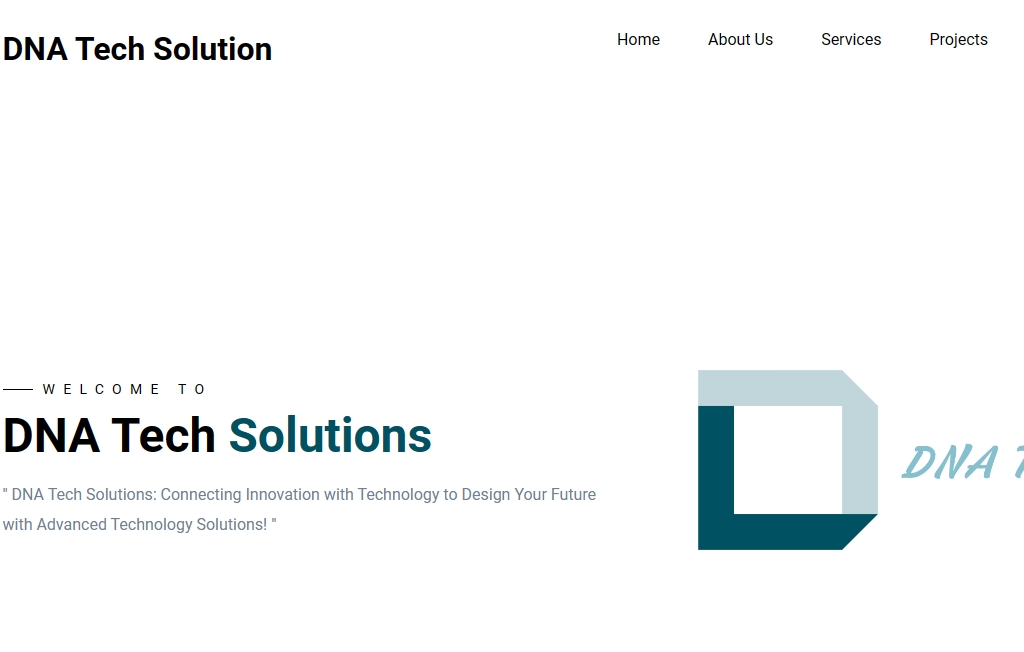 DNA Tech Solution
Home About Us Services Projects
WELCOME TO
DNA Tech Solutions
" DNA Tech Solutions: Connecting Innovation with Technology to Design Your Future
with Advanced Technology Solutions! "
DNA